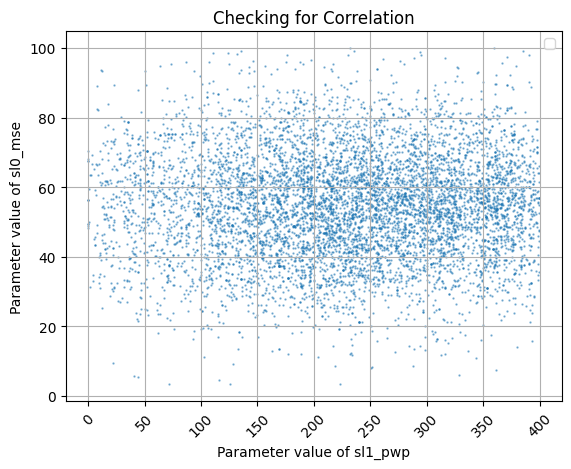 Checking for Correlation
100
80
60
40
20
0
Parameter value of sl0_mse
0 50 100 150 200 250 300 350 400
Parameter value of sl1_pwp